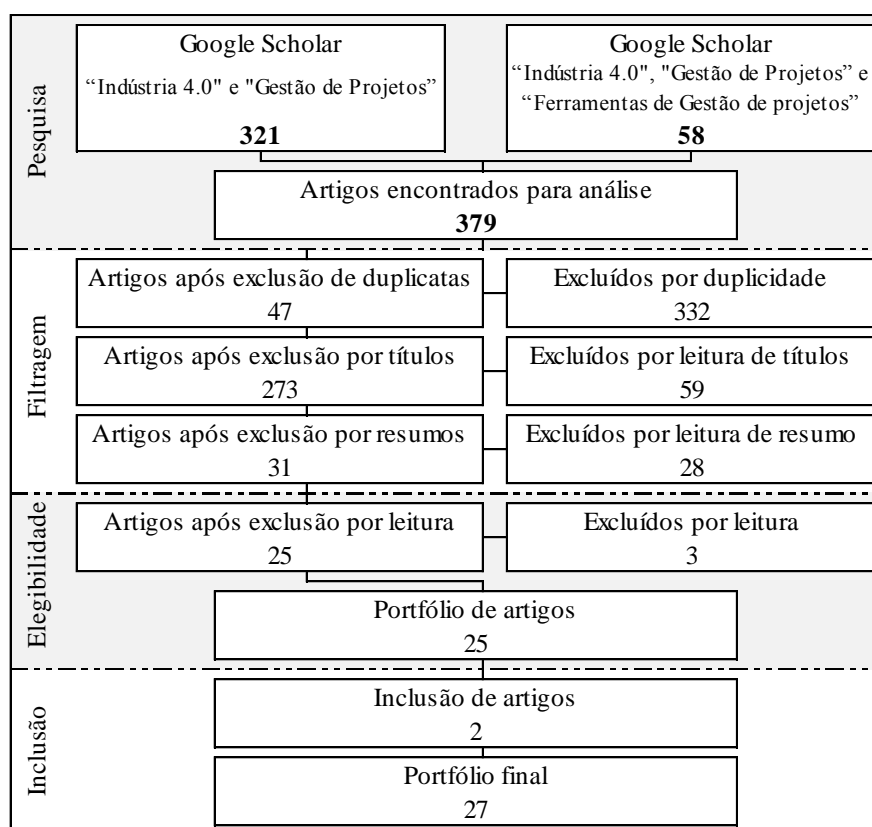 Pesquisa
Google Scholar
“Indústria 4.0" e "Gestão de Projetos”
321
Google Scholar
“Indústria 4.0", "Gestão de Projetos” e
“Ferramentas de Gestão de projetos”
58
Artigos encontrados para análise
379
Filtragem
Artigos após exclusão de duplicatas
47
Excluídos por duplicidade
332
Artigos após exclusão por títulos
273
Excluídos por leitura de títulos
59
Artigos após exclusão por resumos
31
Excluídos por leitura de resumo
28
Elegibilidade
Artigos após exclusão por leitura
25
Excluídos por leitura
3
Portfólio de artigos
25
Inclusão
Inclusão de artigos
2
Portfólio final
27